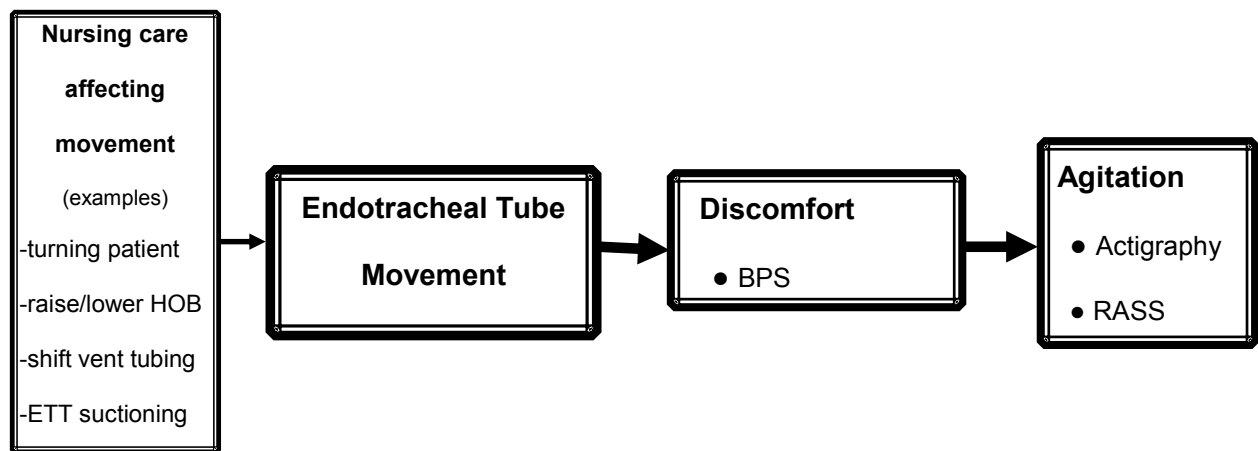 Nursing care
affecting
movement
(examples)
-turning patient
-raise/lower HOB
-shift vent tubing
-ETT suctioning
Endotracheal Tube
Movement
Discomfort
● BPS
Agitation
● Actigraphy
● RASS